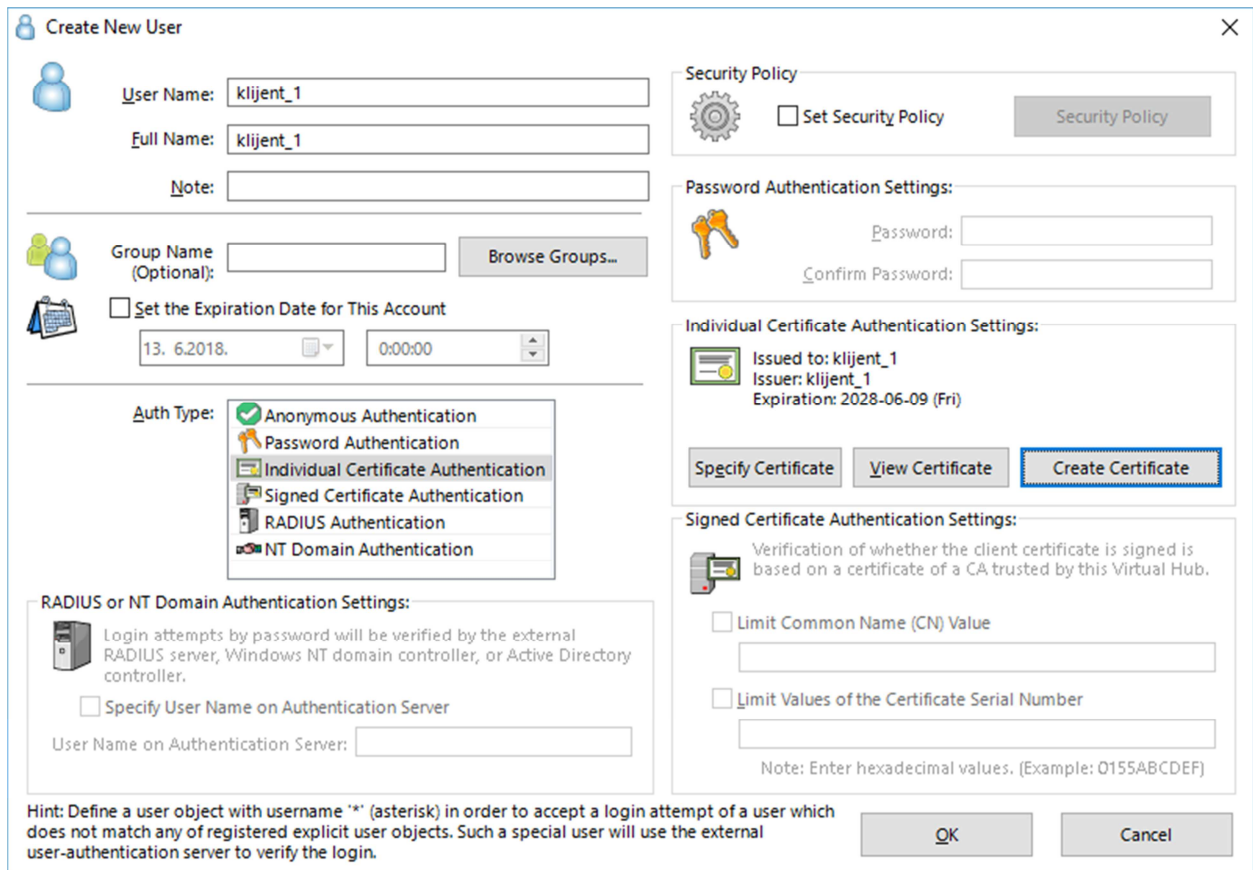 Create New User
User Name:
klijent_1
Full Name:
klijent_1
Note:
Group Name
(Optional):
Browse Groups...
Set the Expiration Date for This Account
13. 6.2018.
0:00:00
Auth Type:
Anonymous Authentication
Password Authentication
Individual Certificate Authentication
Signed Certificate Authentication
RADIUS Authentication
NT Domain Authentication
RADIUS or NT Domain Authentication Settings:
Login attempts by password will be verified by the external
RADIUS server, Windows NT domain controller, or Active Directory
controller.
Specify User Name on Authentication Server
User Name on Authentication Server:
Security Policy
Set Security Policy
Security Policy
Password Authentication Settings:
Password:
Confirm Password:
Individual Certificate Authentication Settings:
Issued to: klijent_1
Issuer: klijent_1
Expiration: 2028-06-09 (Fri)
Specify Certificate
View Certificate
Create Certificate
Signed Certificate Authentication Settings:
Verification of whether the client certificate is signed is
based on a certificate of a CA trusted by this Virtual Hub.
Limit Common Name (CN) Value
Limit Values of the Certificate Serial Number
Note: Enter hexadecimal values. (Example: 0155ABCDEF)
Hint: Define a user object with username '*' (asterisk) in order to accept a login attempt of a user which
does not match any of registered explicit user objects. Such a special user will use the external
user-authentication server to verify the login.
OK
Cancel